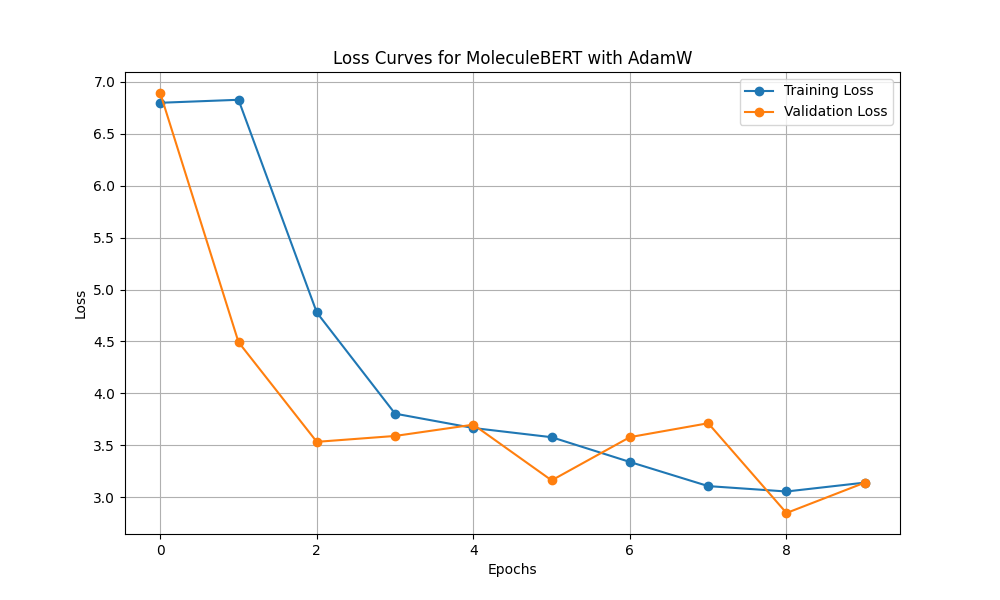 Loss Curves for MoleculeBERT with AdamW
Training Loss
Validation Loss
Loss
7.0
6.5
6.0
5.5
5.0
4.5
4.0
3.5
3.0
0 2 4 6 8
Epochs